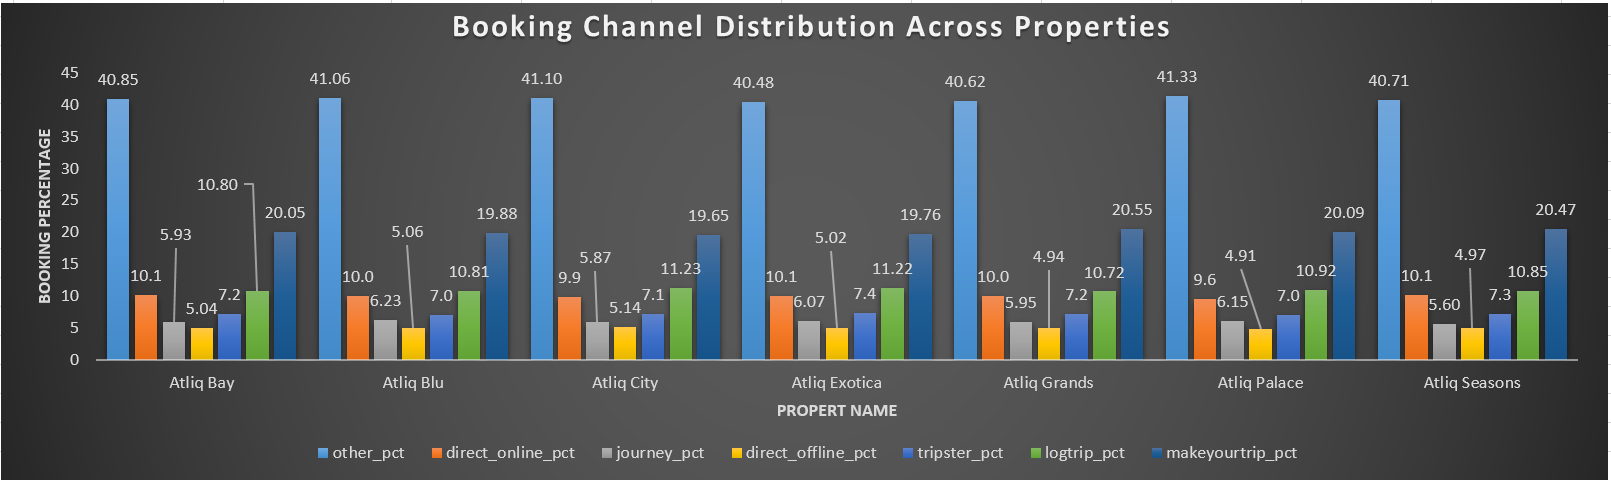 Booking Channel Distribution Across Properties
BOOKING PERCENTAGE
45
40
35
30
25
20
15
10
5
0
40.85 10.1 5.93 5.04 7.2 10.80 20.05
41.06 10.0 6.23 5.06 7.0 10.81 19.88
41.10 9.9 5.87 5.14 7.1 11.23 19.65
40.48 10.1 6.07 5.02 7.4 11.22 19.76
40.62 10.0 5.95 4.94 7.2 10.72 20.55
41.33 9.6 6.15 4.91 7.0 10.92 20.09
40.71 10.1 5.60 4.97 7.3 10.85 20.47
Atliq Bay Atliq Blu Atliq City Atliq Exotica Atliq Grands Atliq Palace Atliq Seasons
PROPERT NAME
other_pct direct_online_pct journey_pct direct_offline_pct tripster_pct logtrip_pct makeyourtrip_pct